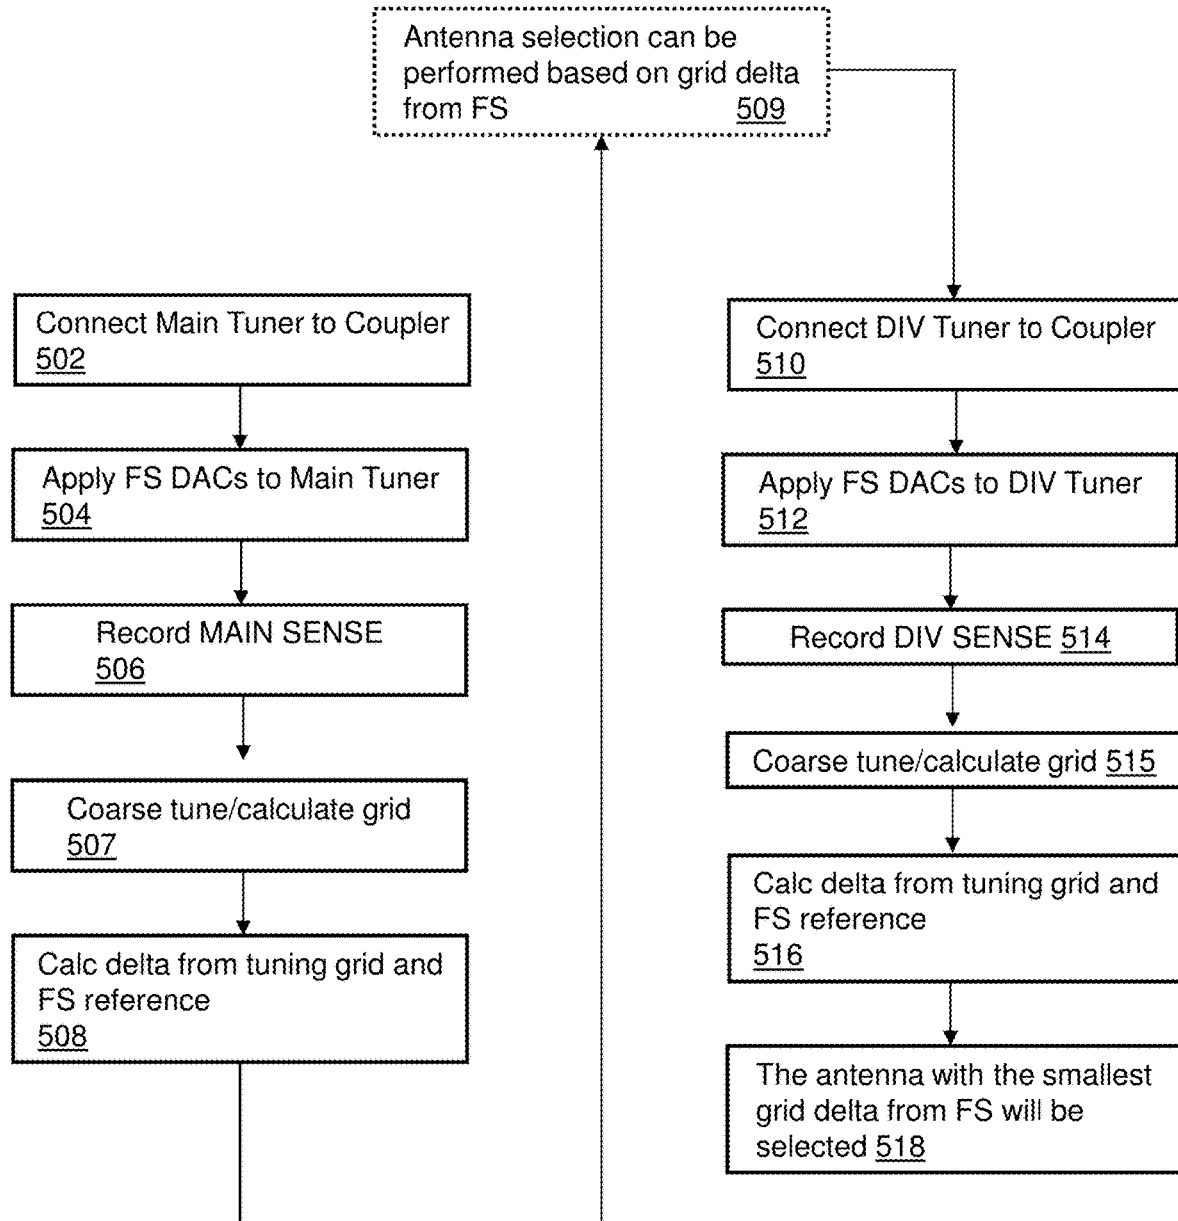 Antenna selection can be
performed based on grid delta
from FS 509
Connect Main Tuner to Coupler
502
Apply FS DACs to Main Tuner
504
Record MAIN SENSE
506
Coarse tune/calculate grid
507
Calc delta from tuning grid and
FS reference
508
Connect DIV Tuner to Coupler
510
Apply FS DACs to DIV Tuner
512
Record DIV SENSE 514
Coarse tune/calculate grid 515
Calc delta from tuning grid and
FS reference
516
The antenna with the smallest
grid delta from FS will be
selected 518